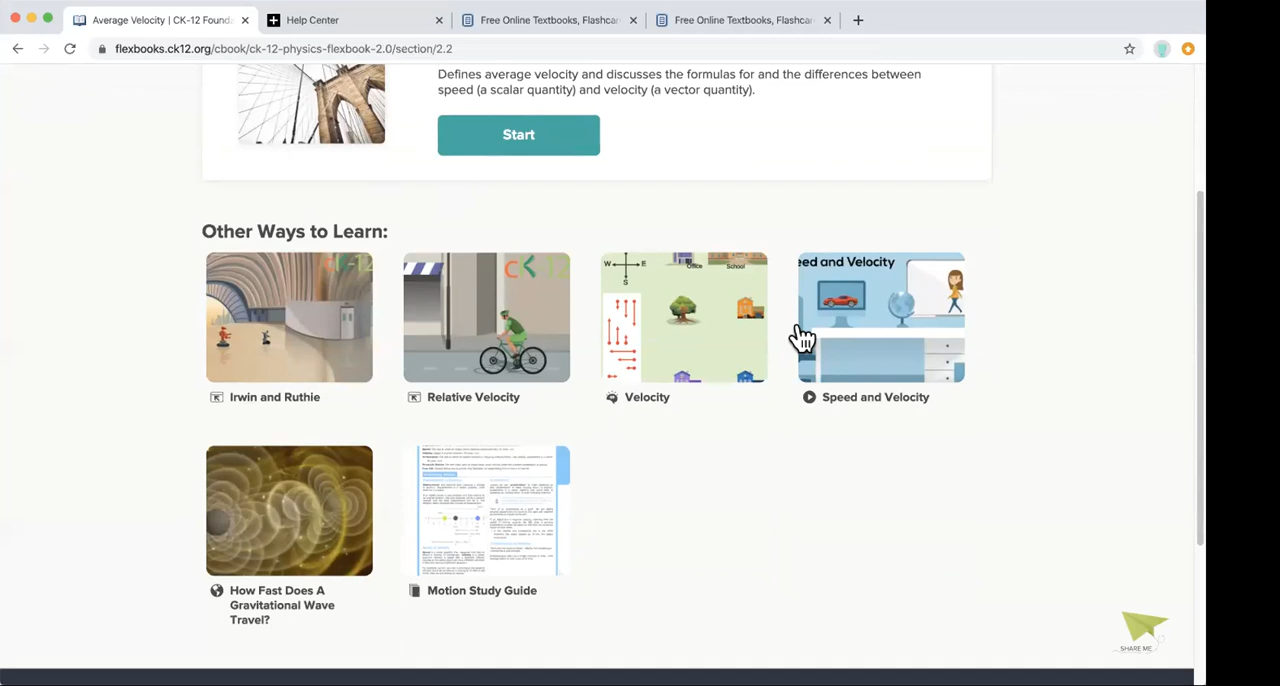 Average Velocity | CK-12 Founda
Help Center
Free Online Textbooks, Flashcar
Free Online Textbooks, Flashcar
flexbooks.ck12.org/cbook/ck-12-physics-flexbook-2.0/section/2.2
Defines average velocity and discusses the formulas for and the differences between
speed (a scalar quantity) and velocity (a vector quantity).
Start
Other Ways to Learn:
CK-12
CK-12
W
E
S
Office
School
eed and Velocity
Irwin and Ruthie
Relative Velocity
Velocity
Speed and Velocity
How Fast Does A
Gravitational Wave
Travel?
Motion Study Guide
SHARE ME